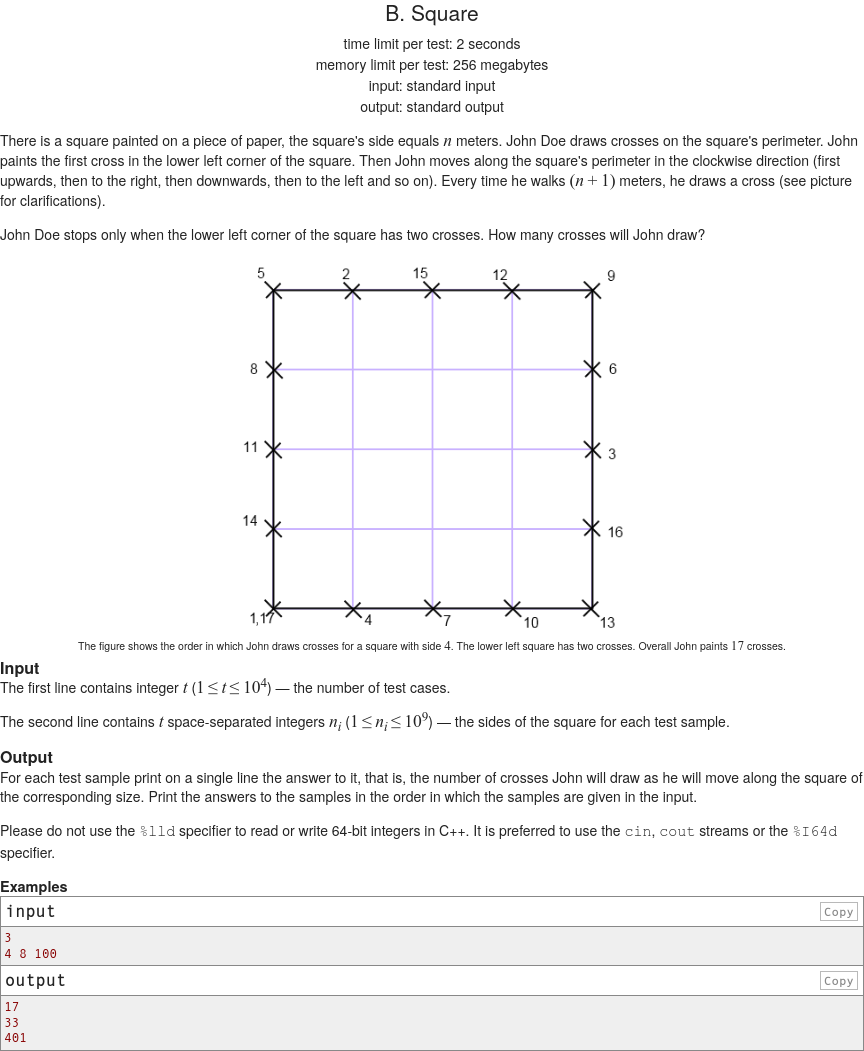 B. Square
time limit per test: 2 seconds
memory limit per test: 256 megabytes
input: standard input
output: standard output
There is a square painted on a piece of paper, the square's side equals n meters. John Doe draws crosses on the square's perimeter. John
paints the first cross in the lower left corner of the square. Then John moves along the square's perimeter in the clockwise direction (first
upwards, then to the right, then downwards, then to the left and so on). Every time he walks (n + 1) meters, he draws a cross (see picture
for clarifications).
John Doe stops only when the lower left corner of the square has two crosses. How many crosses will John draw?
5 2 15 12 9
8 6
11 3
14 16
1,17 4 7 10 13
The figure shows the order in which John draws crosses for a square with side 4. The lower left square has two crosses. Overall John paints 17 crosses.
Input
The first line contains integer t (1 ≤ t ≤ 10⁴) — the number of test cases.
The second line contains t space-separated integers nᵢ (1 ≤ nᵢ ≤ 10⁹) — the sides of the square for each test sample.
Output
For each test sample print on a single line the answer to it, that is, the number of crosses John will draw as he will move along the square of
the corresponding size. Print the answers to the samples in the order in which the samples are given in the input.
Please do not use the %lld specifier to read or write 64-bit integers in C++. It is preferred to use the cin, cout streams or the %I64d
specifier.
Examples
input Copy
3
4 8 100
output Copy
17
33
401